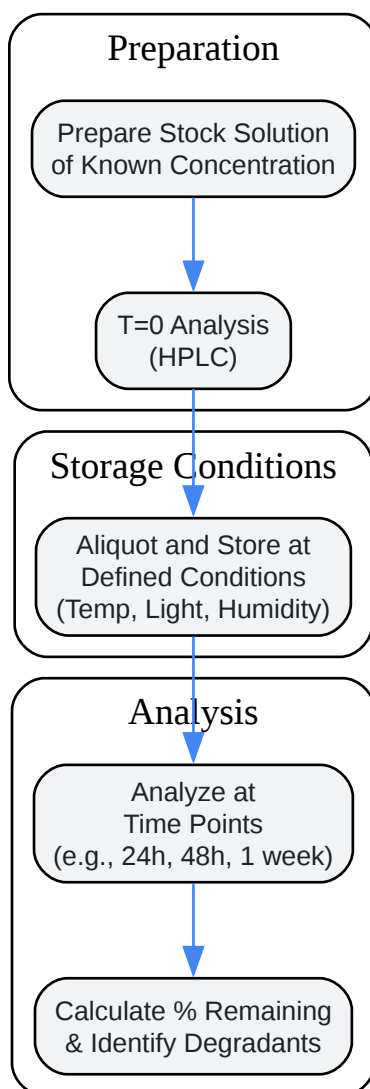 Preparation
Prepare Stock Solution
of Known Concentration
T=0 Analysis
(HPLC)
Storage Conditions
Aliquot and Store at
Defined Conditions
(Temp, Light, Humidity)
Analysis
Analyze at
Time Points
(e.g., 24h, 48h, 1 week)
Calculate % Remaining
& Identify Degradants